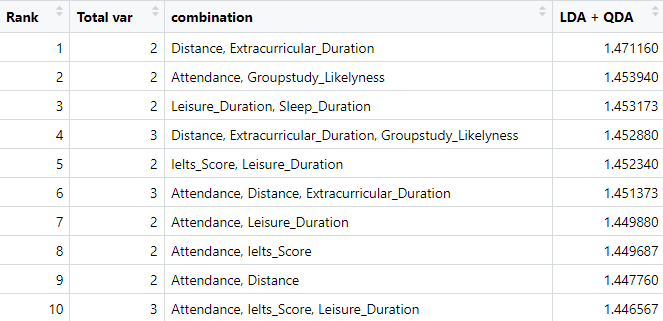 Rank Total var combination LDA + QDA
1 2 Distance, Extracurricular_Duration 1.471160
2 2 Attendance, Groupstudy_Likelyness 1.453940
3 2 Leisure_Duration, Sleep_Duration 1.453173
4 3 Distance, Extracurricular_Duration, Groupstudy_Likelyness 1.452880
5 2 Ielts_Score, Leisure_Duration 1.452340
6 3 Attendance, Distance, Extracurricular_Duration 1.451373
7 2 Attendance, Leisure_Duration 1.449880
8 2 Attendance, Ielts_Score 1.449687
9 2 Attendance, Distance 1.447760
10 3 Attendance, Ielts_Score, Leisure_Duration 1.446567